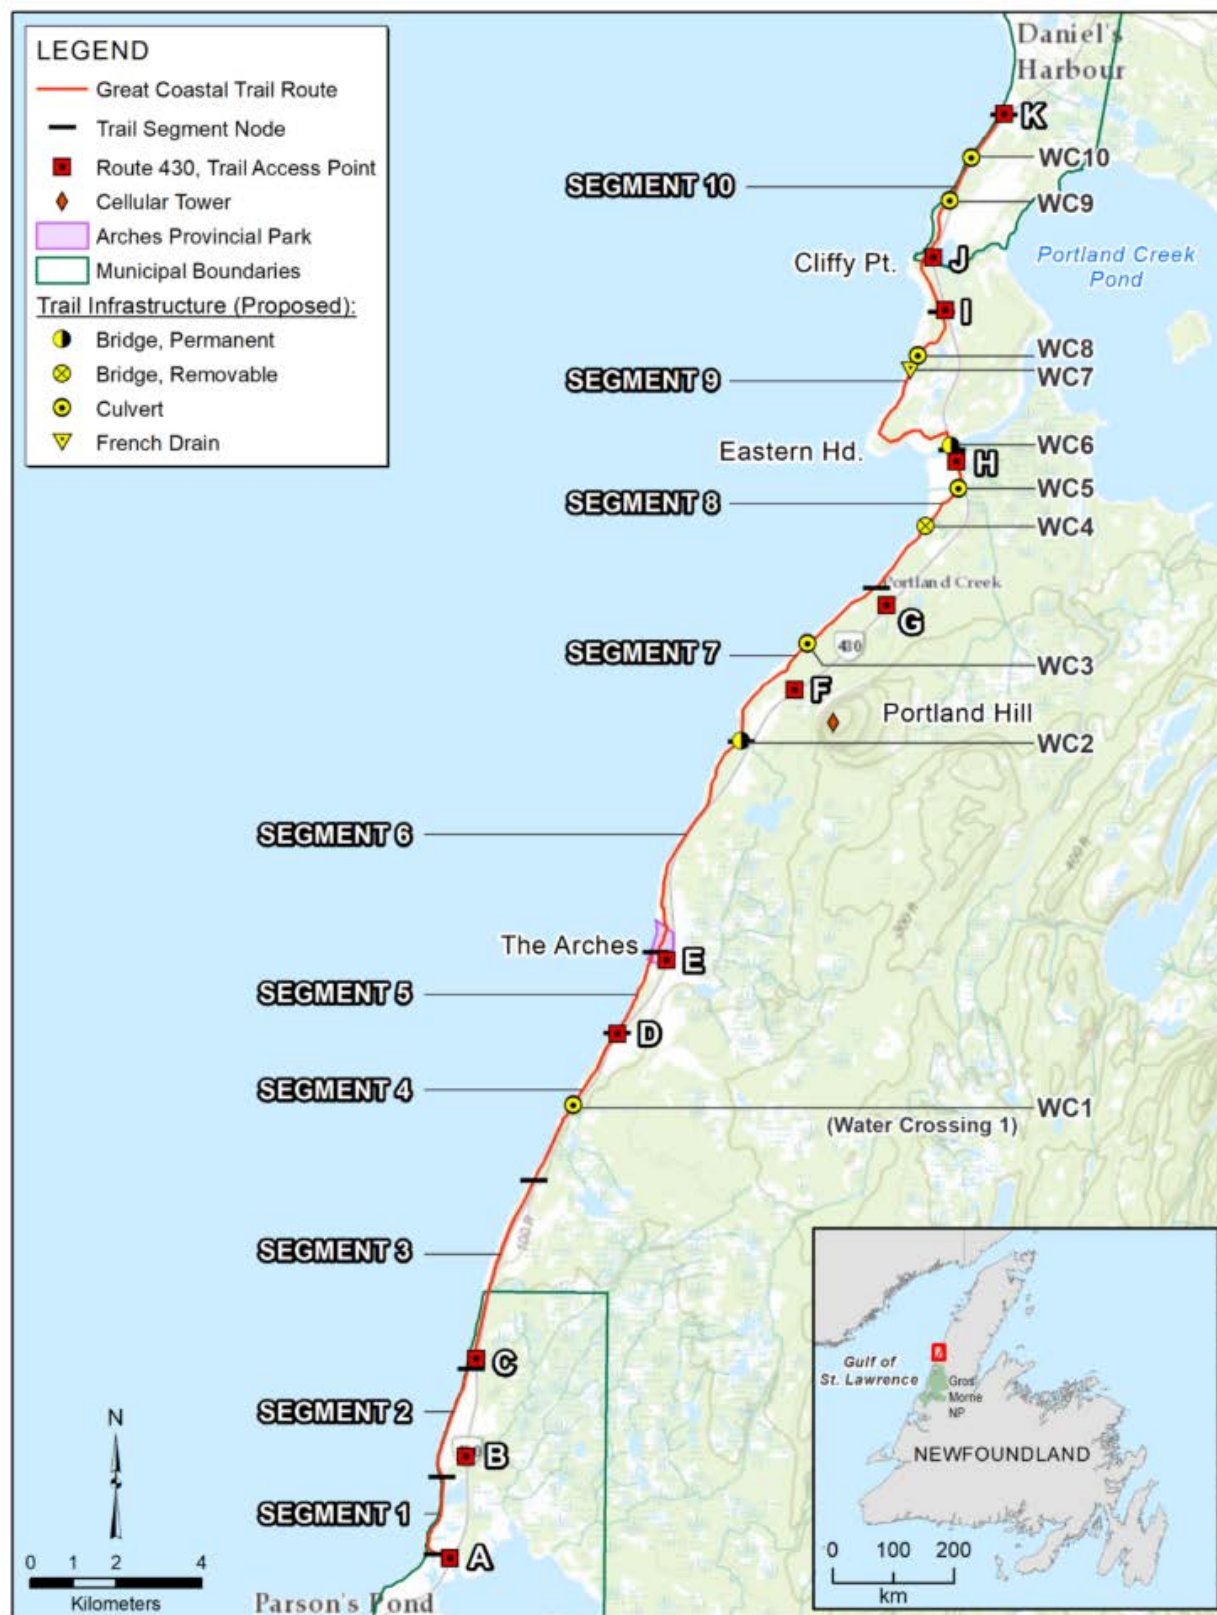 LEGEND
Great Coastal Trail Route
Trail Segment Node
Route 430, Trail Access Point
Cellular Tower
Arches Provincial Park
Municipal Boundaries
Trail Infrastructure (Proposed):
Bridge, Permanent
Bridge, Removable
Culvert
French Drain
Daniel's
Harbour
K
WC10
SEGMENT 10
WC9
Cliffy Pt.
J
Portland Creek
Pond
I
WC8
WC7
SEGMENT 9
WC6
Eastern Hd.
H
WC5
SEGMENT 8
WC4
Portland Creek
G
430
SEGMENT 7
WC3
F
Portland Hill
WC2
SEGMENT 6
400 ft
The Arches
E
SEGMENT 5
D
SEGMENT 4
WC1
(Water Crossing 1)
SEGMENT 3
100 ft
C
SEGMENT 2
B
SEGMENT 1
A
Parson's Pond
N
0 1 2 4
Kilometers
Gulf of
St. Lawrence
Gros
Morne
NP
NEWFOUNDLAND
0 100 200
km